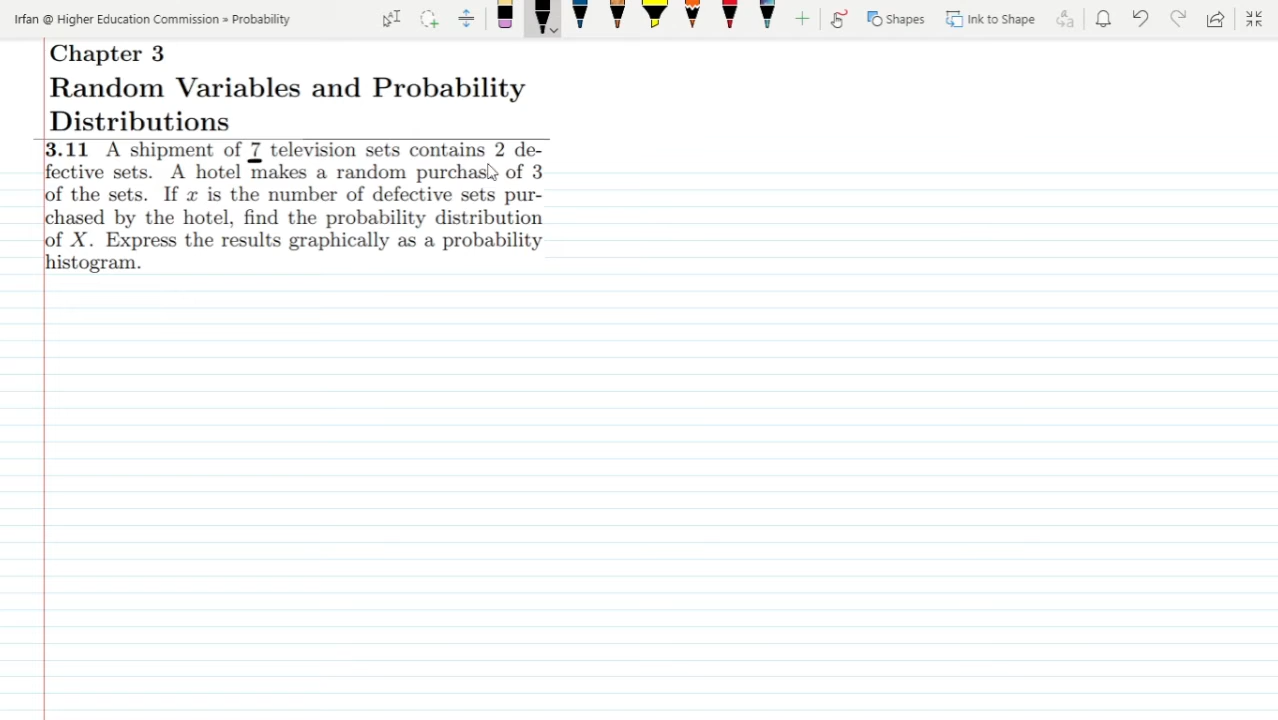 Irfan @ Higher Education Commission » Probability
Shapes
Ink to Shape
Chapter 3
Random Variables and Probability
Distributions
3.11 A shipment of 7 television sets contains 2 de-
fective sets. A hotel makes a random purchase of 3
of the sets. If x is the number of defective sets pur-
chased by the hotel, find the probability distribution
of X. Express the results graphically as a probability
histogram.